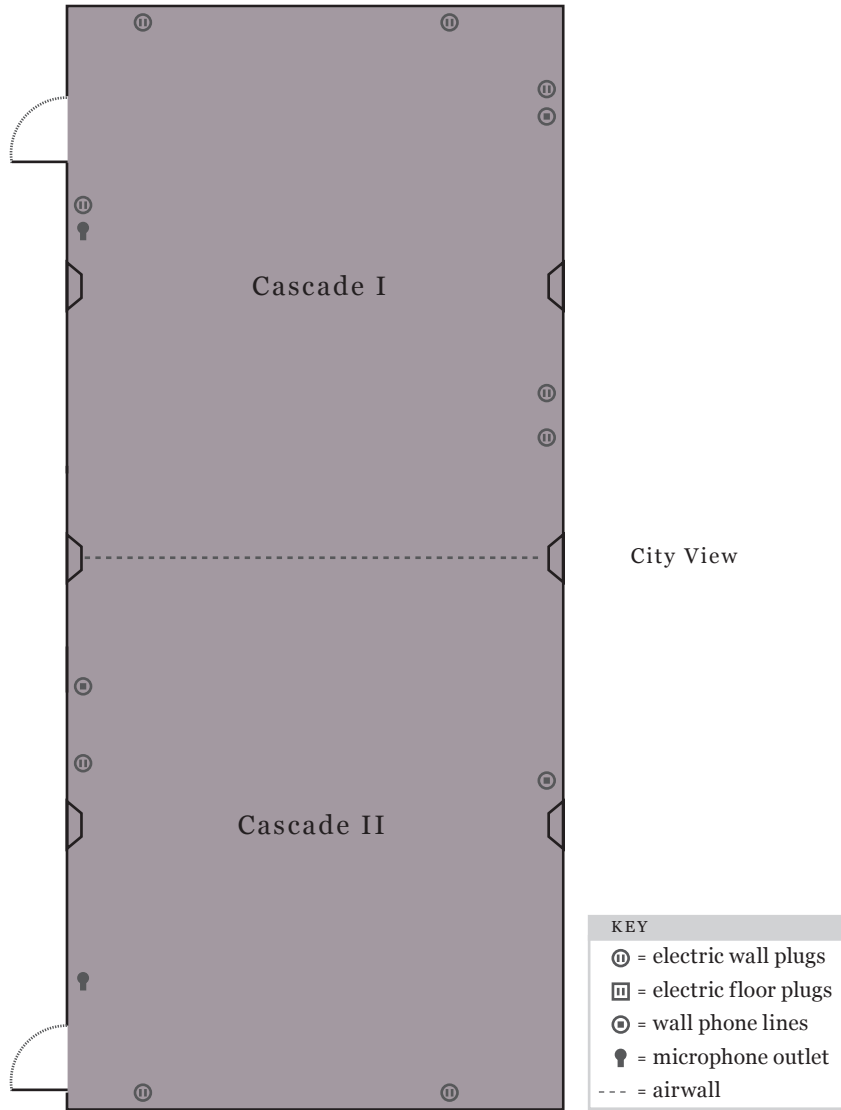 Cascade I
City View
Cascade II
KEY
= electric wall plugs
= electric floor plugs
= wall phone lines
= microphone outlet
---- = airwall